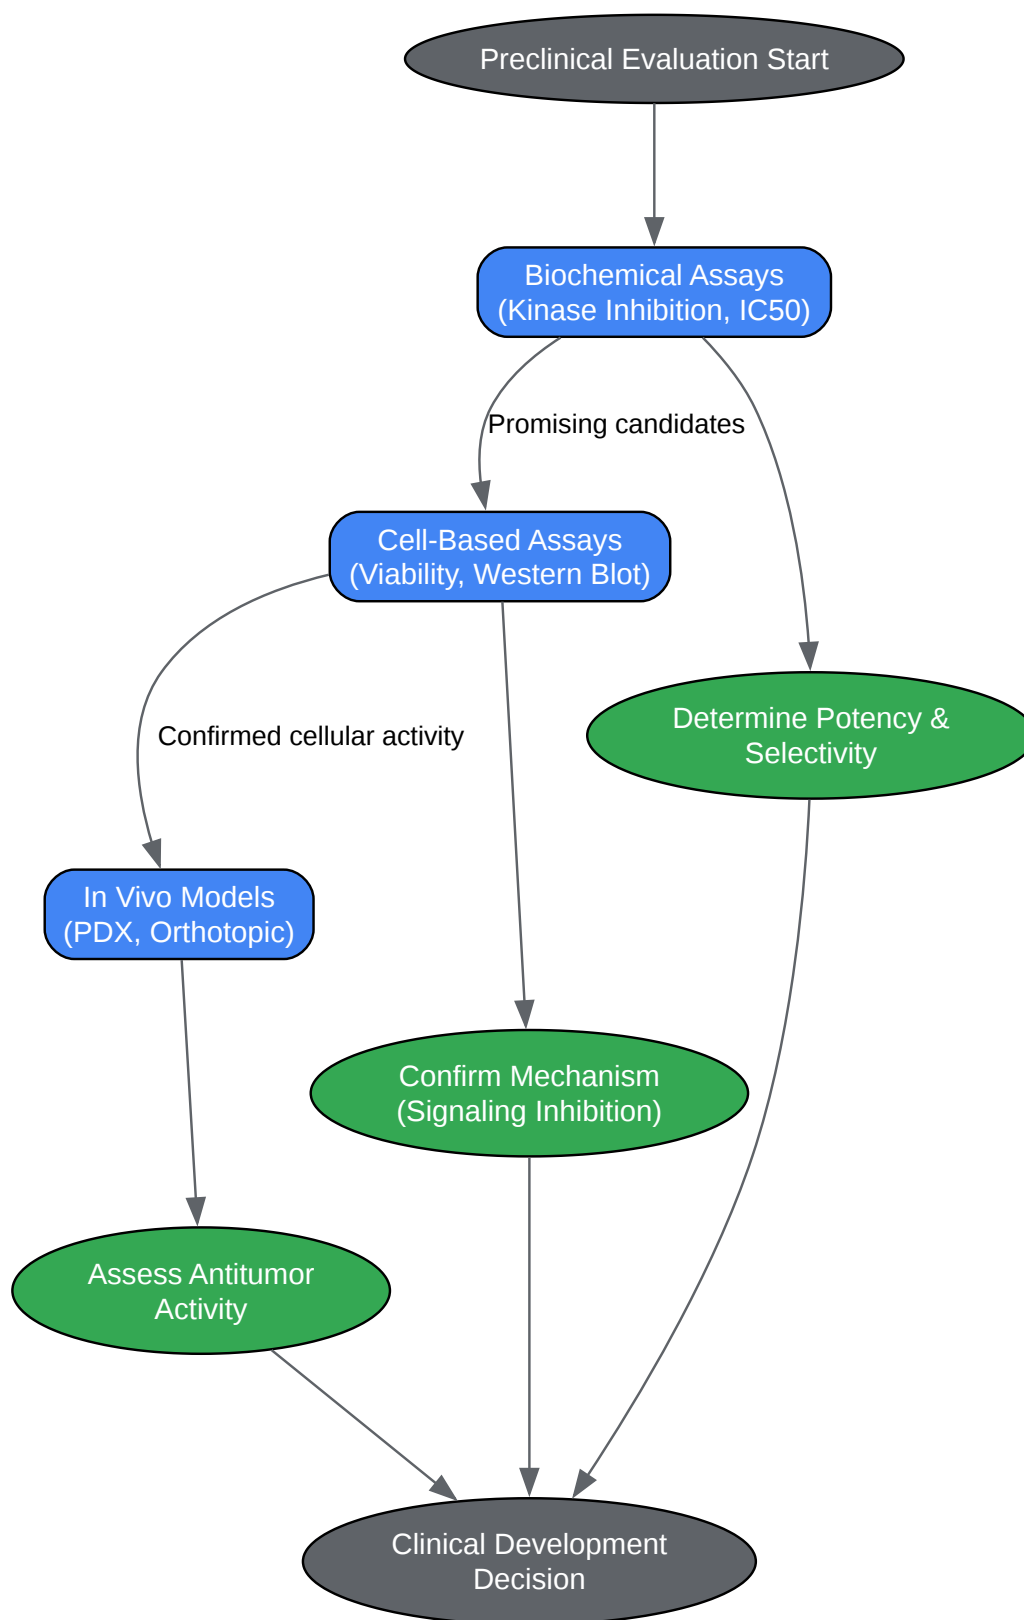 Preclinical Evaluation Start
Biochemical Assays
(Kinase Inhibition, IC50)
Promising candidates
Cell-Based Assays
(Viability, Western Blot)
Determine Potency &
Selectivity
Confirmed cellular activity
In Vivo Models
(PDX, Orthotopic)
Confirm Mechanism
(Signaling Inhibition)
Assess Antitumor
Activity
Clinical Development
Decision